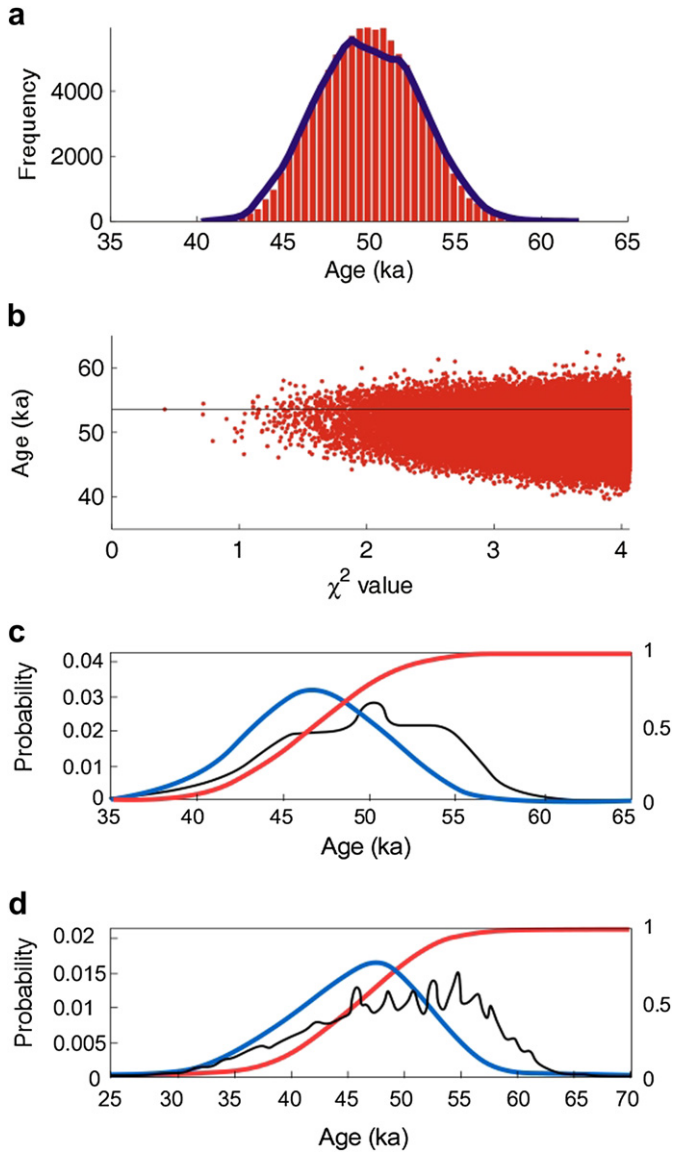 a
Frequency
4000
2000
0
35 40 45 50 55 60 65
Age (ka)
b
Age (ka)
60
50
40
0 1 2 3 4
χ² value
c
Probability
0.04
0.03
0.02
0.01
0
1
0.5
0
35 40 45 50 55 60 65
Age (ka)
d
Probability
0.02
0.015
0.01
0.005
0
1
0.5
0
25 30 35 40 45 50 55 60 65 70
Age (ka)